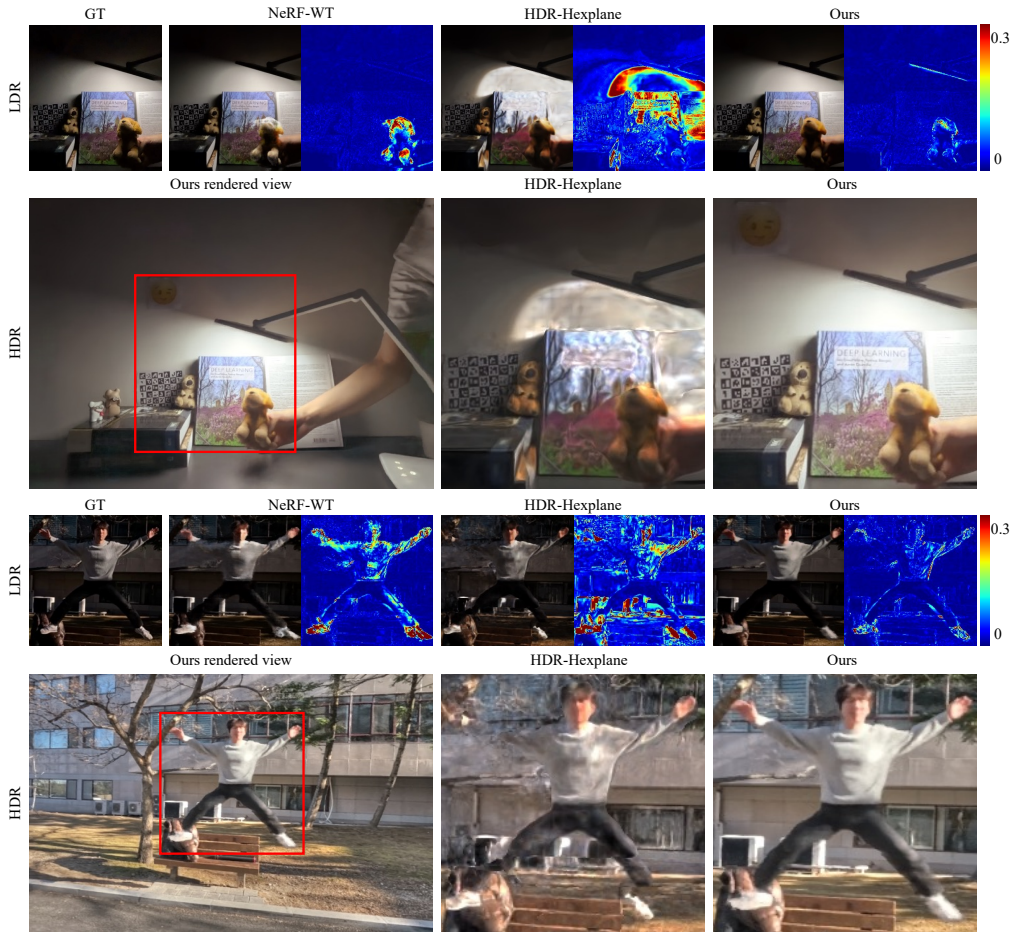 GT NeRF-WT HDR-Hexplane Ours
LDR
0.3
0
DEEP LEARNING
Ours rendered view HDR-Hexplane Ours
HDR
DEEP LEARNING
DEEP LEARNING
GT NeRF-WT HDR-Hexplane Ours
LDR
0.3
0
Ours rendered view HDR-Hexplane Ours
HDR